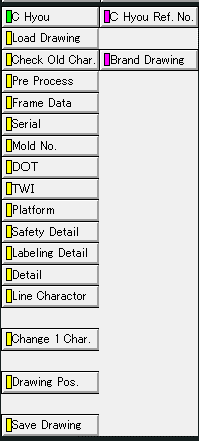 C Hyou
C Hyou Ref. No.
Load Drawing
Check Old Char.
Brand Drawing
Pre Process
Frame Data
Serial
Mold No.
DOT
TWI
Platform
Safety Detail
Labeling Detail
Detail
Line Charactor
Change 1 Char.
Drawing Pos.
Save Drawing